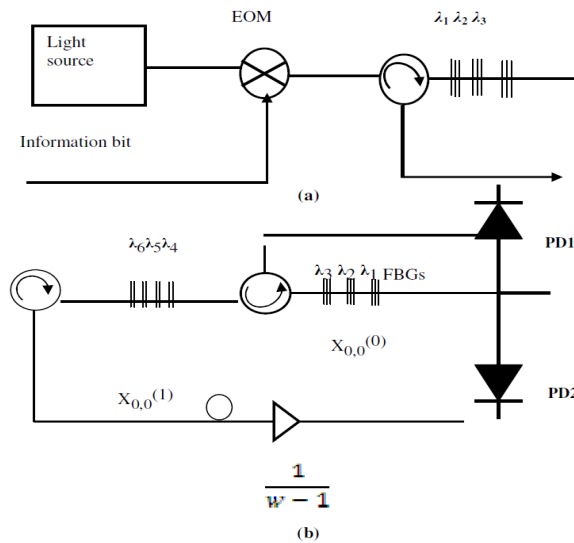 EOM
λ1 λ2 λ3
Light
source
Information bit
(a)
λ6λ5λ4
PD1
λ3 λ2 λ1 FBGs
X0,0(0)
X0,0(1)
PD2
1
w − 1
(b)